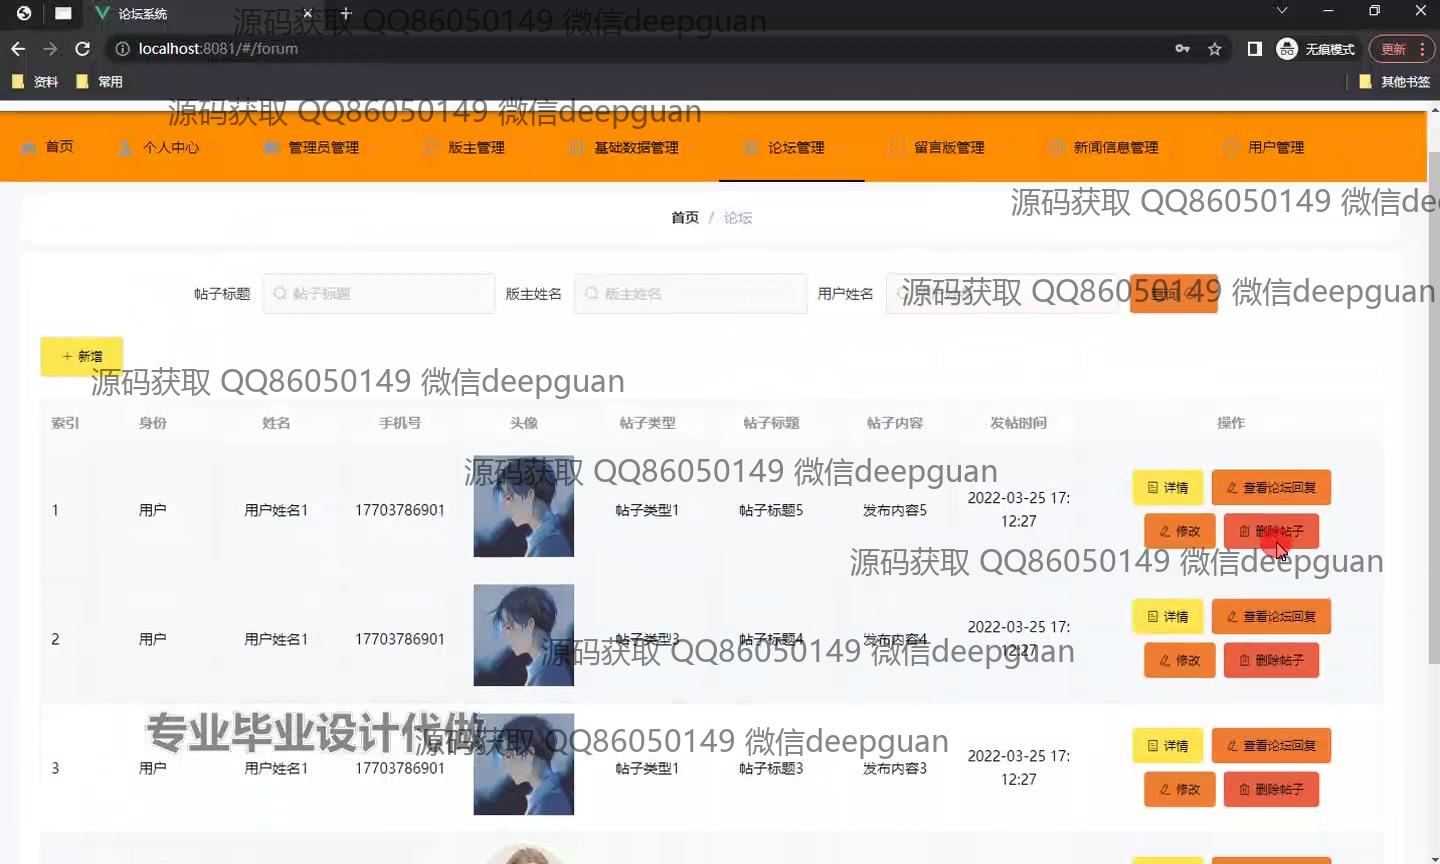 论坛系统
源码获取 QQ86050149 微信deepguan
localhost:8081/#/forum
无痕模式
更新
资料
常用
其他书签
源码获取 QQ86050149 微信deepguan
首页
个人中心
管理员管理
版主管理
基础数据管理
论坛管理
留言版管理
新闻信息管理
用户管理
源码获取 QQ86050149 微信de
首页 / 论坛
帖子标题
帖子标题
版主姓名
版主姓名
用户姓名
源码获取 QQ86050149 微信deepguan
+ 新增
源码获取 QQ86050149 微信deepguan
索引 身份 姓名 手机号 头像 帖子类型 帖子标题 帖子内容 发帖时间 操作
源码获取 QQ86050149 微信deepguan
1 用户 用户姓名1 17703786901 帖子类型1 帖子标题5 发布内容5 2022-03-25 17:
12:27
详情 查看论坛回复
修改 删除帖子
源码获取 QQ86050149 微信deepguan
2 用户 用户姓名1 17703786901 帖子类型3 帖子标题4 发布内容4 2022-03-25 17:
12:27
详情 查看论坛回复
修改 删除帖子
源码获取 QQ86050149 微信deepguan
专业毕业设计代做
源码获取 QQ86050149 微信deepguan
3 用户 用户姓名1 17703786901 帖子类型1 帖子标题3 发布内容3 2022-03-25 17:
12:27
详情 查看论坛回复
修改 删除帖子